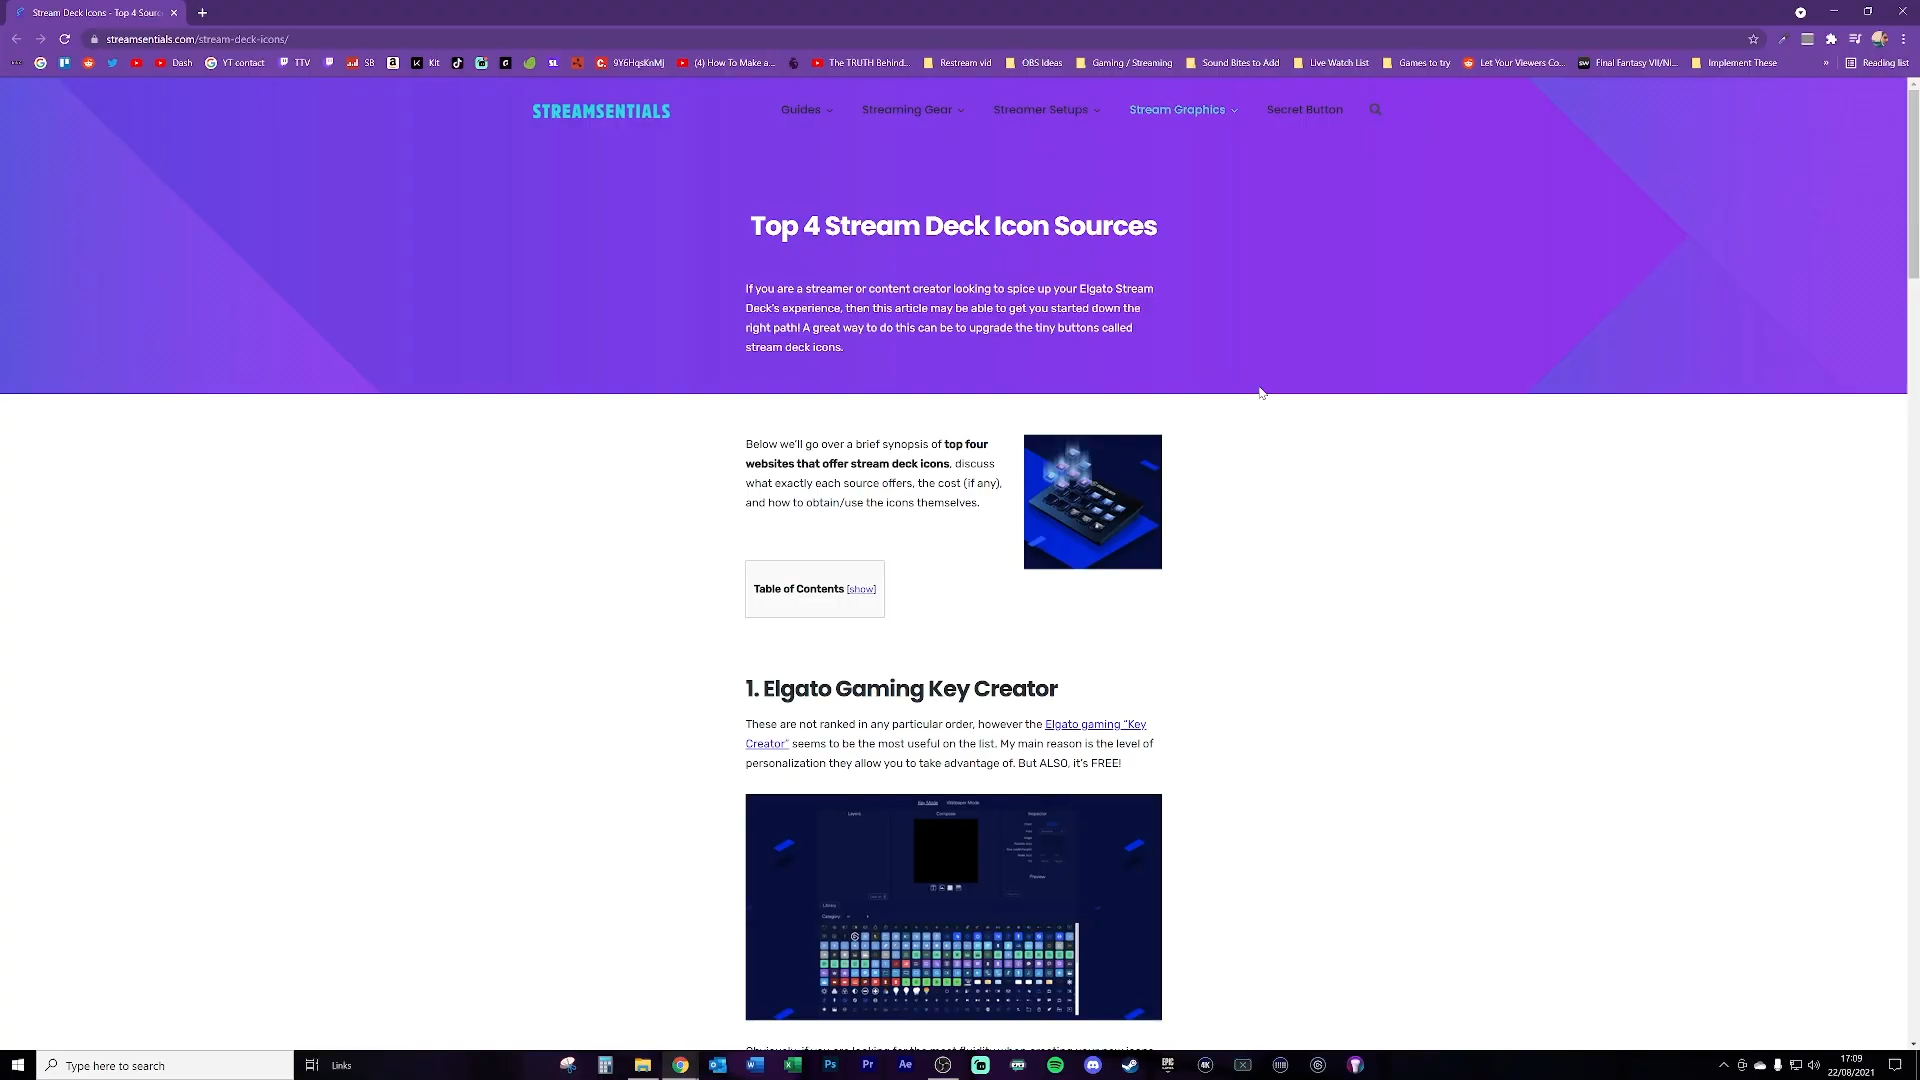 Stream Deck Icons - Top 4 Sourc
streamsentials.com/stream-deck-icons/
Dash
YT contact
TTV
SB
Kit
9Y6HqsKnMJ
(4) How To Make a...
The TRUTH Behind...
Restream vid
OBS Ideas
Gaming / Streaming
Sound Bites to Add
Live Watch List
Games to try
Let Your Viewers Co...
Final Fantasy VII/NI...
Implement These
»
Reading list
STREAMSENTIALS
Guides
Streaming Gear
Streamer Setups
Stream Graphics
Secret Button
Top 4 Stream Deck Icon Sources
If you are a streamer or content creator looking to spice up your Elgato Stream
Deck's experience, then this article may be able to get you started down the
right path! A great way to do this can be to upgrade the tiny buttons called
stream deck icons.
Below we'll go over a brief synopsis of top four
websites that offer stream deck icons, discuss
what exactly each source offers, the cost (if any),
and how to obtain/use the icons themselves.
Table of Contents [show]
1. Elgato Gaming Key Creator
These are not ranked in any particular order, however the Elgato gaming "Key
Creator" seems to be the most useful on the list. My main reason is the level of
personalization they allow you to take advantage of. But ALSO, it's FREE!
Key Mode Wallpaper Mode
Layers
Compose
Inspector
Preview
Library
Category
Type here to search
Links
17:09
22/08/2021